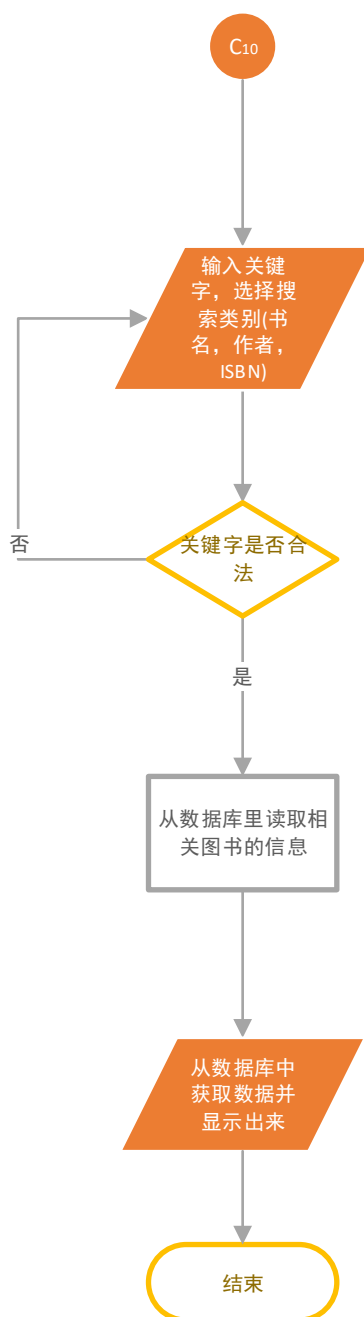 C10
输入关键
字，选择搜
索类别(书
名，作者，
ISBN)
关键字是否合
法
否
是
从数据库里读取相
关图书的信息
从数据库中
获取数据并
显示出来
结束